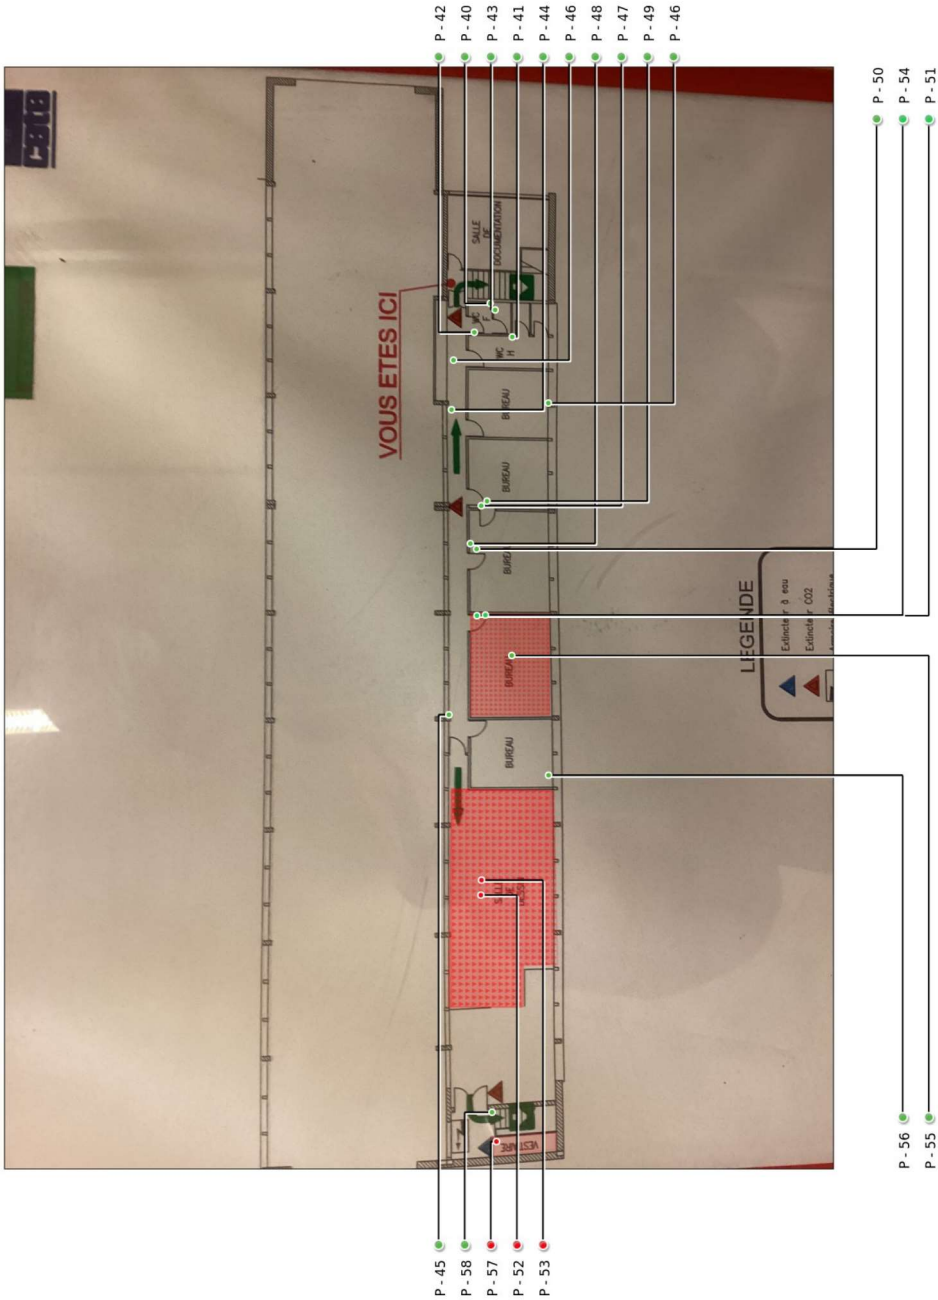 P - 42
P - 40
P - 43
P - 41
P - 44
P - 46
P - 48
P - 47
P - 49
P - 46
P - 50
P - 54
P - 51
SALLE
DE
DOCUMENTATION
VOUS ETES ICI
WC
F
WC
H
BUREAU
BUREAU
BUREAU
BUREAU
BUREAU
LEGENDE
Extincteur à eau
Extincteur CO2
VESTIAIRE
P - 56
P - 55
P - 45
P - 58
P - 57
P - 52
P - 53